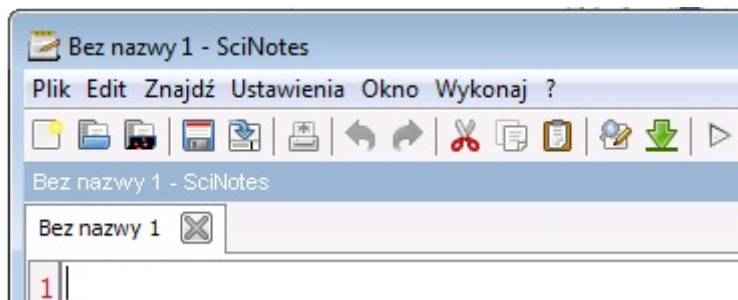 Bez nazwy 1 - SciNotes
Plik Edit Znajdź Ustawienia Okno Wykonaj ?
Bez nazwy 1 - SciNotes
Bez nazwy 1
1